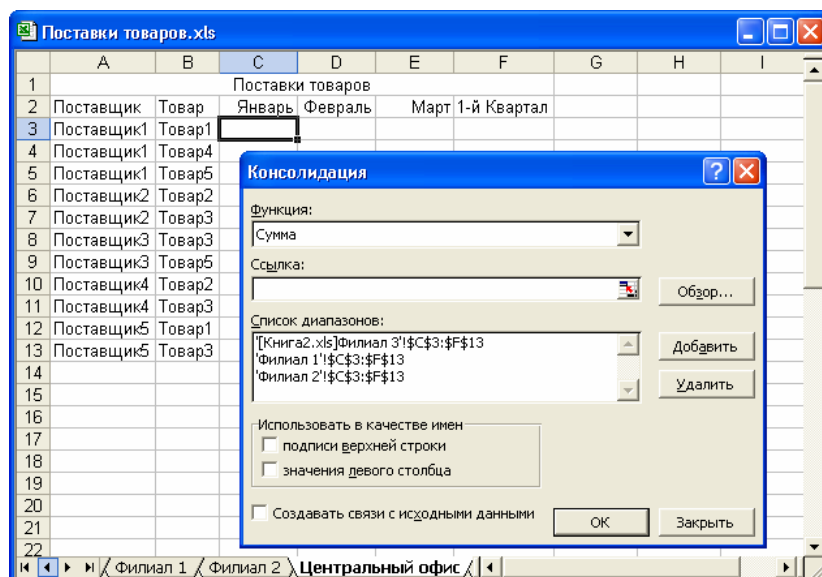 Поставки товаров.xls
A B C D E F G H I
1 Поставки товаров
2 Поставщик Товар Январь Февраль Март 1-й Квартал
3 Поставщик1 Товар1
4 Поставщик1 Товар4
5 Поставщик1 Товар5
6 Поставщик2 Товар2
7 Поставщик2 Товар3
8 Поставщик3 Товар3
9 Поставщик3 Товар5
10 Поставщик4 Товар2
11 Поставщик4 Товар3
12 Поставщик5 Товар1
13 Поставщик5 Товар3
14
15
16
17
18
19
20
21
22
Консолидация
Функция:
Сумма
Ссылка:
Обзор...
Список диапазонов:
'[Книга2.xls]Филиал 3'!$C$3:$F$13
'Филиал 1'!$C$3:$F$13
'Филиал 2'!$C$3:$F$13
Добавить
Удалить
Использовать в качестве имен
подписи верхней строки
значения левого столбца
Создавать связи с исходными данными
ОК
Закрыть
Филиал 1 / Филиал 2 \ Центральный офис /